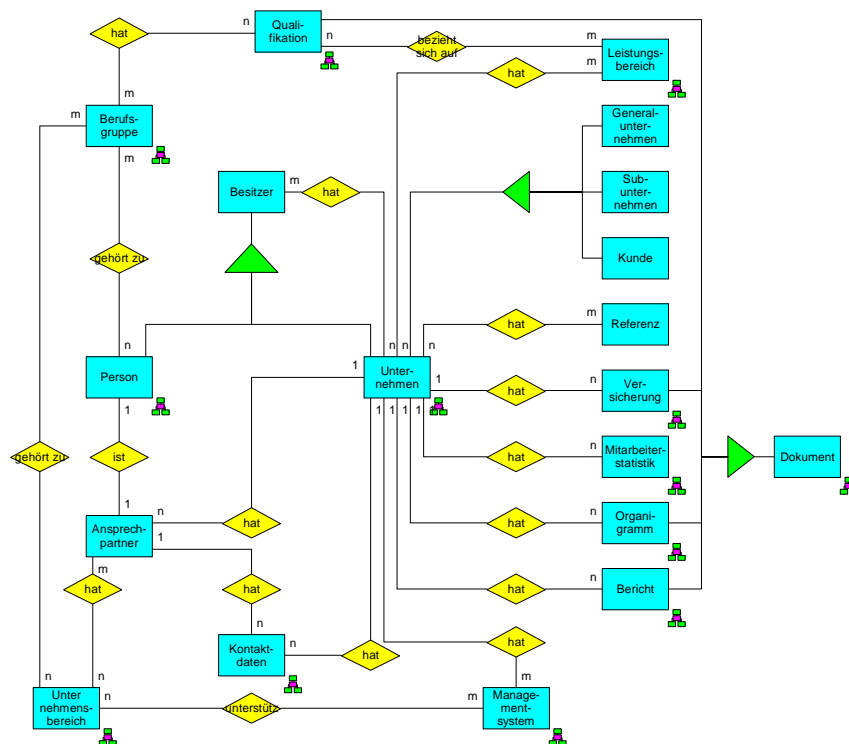 n
Quali-
fikation
hat
n
bezieht
sich auf
m
Leistungs-
bereich
hat
m
m
m
Berufs-
gruppe
m
General-
unter-
nehmen
Besitzer
m
hat
Sub-
unter-
nehmen
gehört zu
Kunde
hat
m
Referenz
n
Person
1
n
n
n
1
Unter-
nehmen
1
hat
n
Ver-
sicherung
1
1
1
1
1
1
gehört zu
ist
hat
n
Mitarbeiter-
statistik
Dokument
1
n
Ansprech-
partner
1
hat
hat
n
Organi-
gramm
m
hat
hat
hat
n
Bericht
n
Kontakt-
daten
n
hat
hat
n
n
m
Unter
nehmens-
bereich
n
unterstütz
m
Manage-
ment-
system